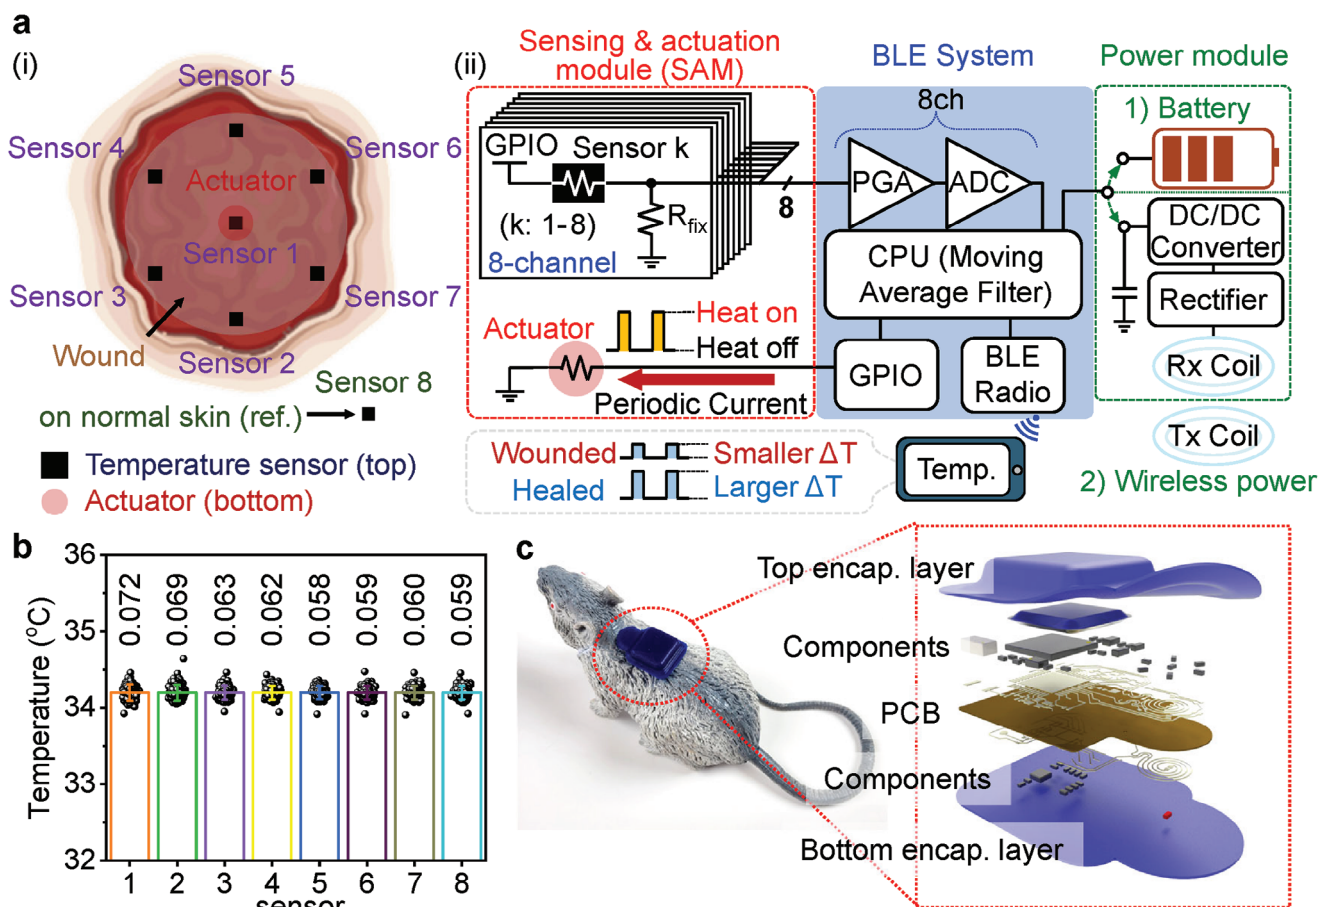 a
(i)
Sensor 5
Sensor 4
Sensor 6
Actuator
Sensor 1
Sensor 3
Sensor 7
Wound
Sensor 2
Sensor 8
on normal skin (ref.)
Temperature sensor (top)
Actuator (bottom)
(ii)
Sensing & actuation
module (SAM)
BLE System
Power module
GPIO
Sensor k
(k: 1-8)
Rfix
8-channel
8
8ch
PGA
ADC
CPU (Moving
Average Filter)
GPIO
BLE
Radio
1) Battery
DC/DC
Converter
Rectifier
Rx Coil
Tx Coil
2) Wireless power
Actuator
Heat on
Heat off
Periodic Current
Wounded
Smaller ΔT
Healed
Larger ΔT
Temp.
b
Temperature (°C)
36
35
34
33
32
0.072
0.069
0.063
0.062
0.058
0.059
0.060
0.059
1 2 3 4 5 6 7 8
sensor
c
Top encap. layer
Components
PCB
Components
Bottom encap. layer